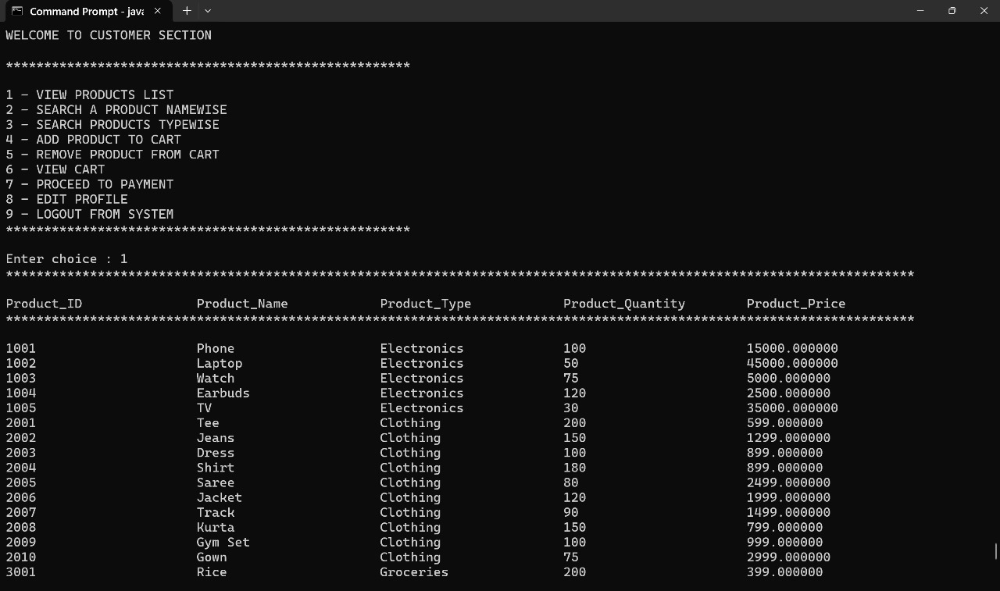 Command Prompt - java
WELCOME TO CUSTOMER SECTION
*****************************************************
1 - VIEW PRODUCTS LIST
2 - SEARCH A PRODUCT NAMEWISE
3 - SEARCH PRODUCTS TYPEWISE
4 - ADD PRODUCT TO CART
5 - REMOVE PRODUCT FROM CART
6 - VIEW CART
7 - PROCEED TO PAYMENT
8 - EDIT PROFILE
9 - LOGOUT FROM SYSTEM
*****************************************************
Enter choice : 1
***********************************************************************************************************************
Product_ID Product_Name Product_Type Product_Quantity Product_Price
***********************************************************************************************************************
1001 Phone Electronics 100 15000.000000
1002 Laptop Electronics 50 45000.000000
1003 Watch Electronics 75 5000.000000
1004 Earbuds Electronics 120 2500.000000
1005 TV Electronics 30 35000.000000
2001 Tee Clothing 200 599.000000
2002 Jeans Clothing 150 1299.000000
2003 Dress Clothing 100 899.000000
2004 Shirt Clothing 180 899.000000
2005 Saree Clothing 80 2499.000000
2006 Jacket Clothing 120 1999.000000
2007 Track Clothing 90 1499.000000
2008 Kurta Clothing 150 799.000000
2009 Gym Set Clothing 100 999.000000
2010 Gown Clothing 75 2999.000000
3001 Rice Groceries 200 399.000000